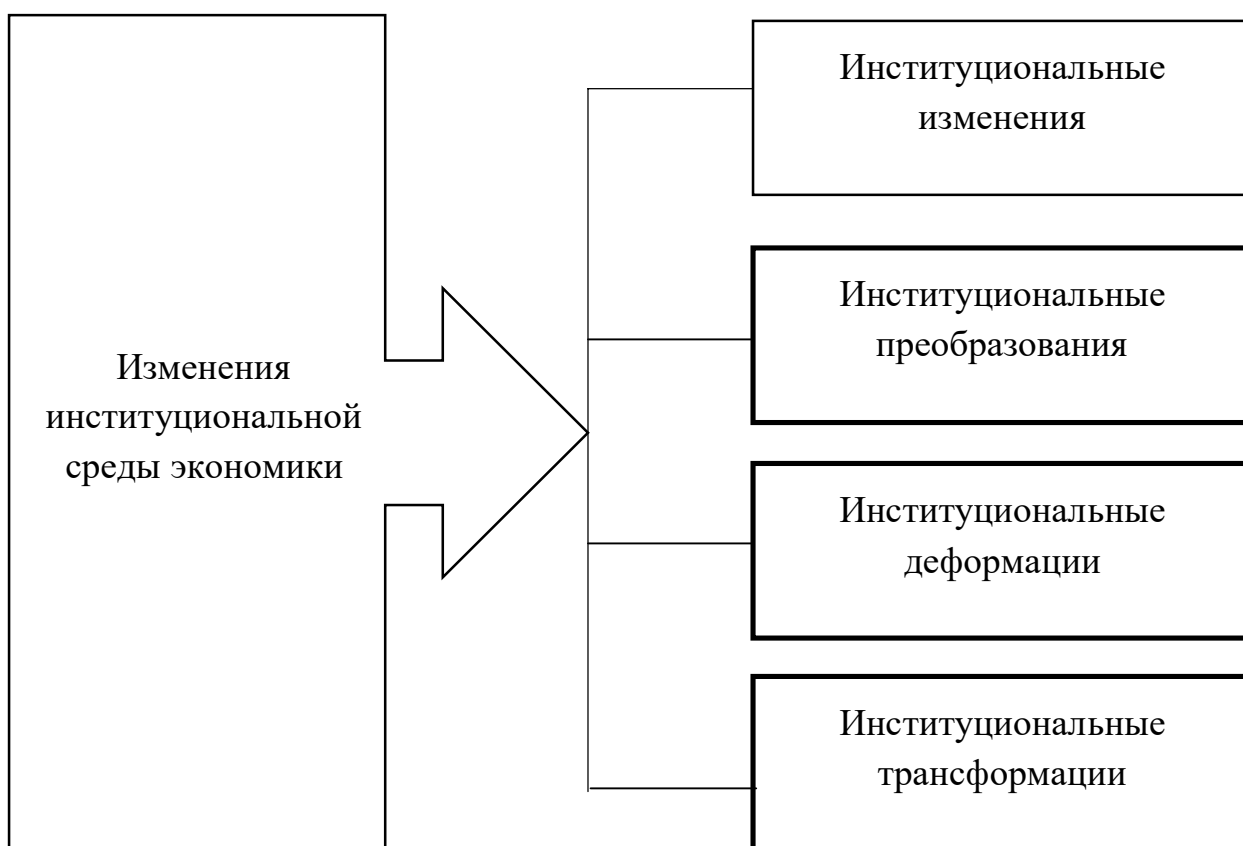 Изменения
институциональной
среды экономики
Институциональные
изменения
Институциональные
преобразования
Институциональные
деформации
Институциональные
трансформации